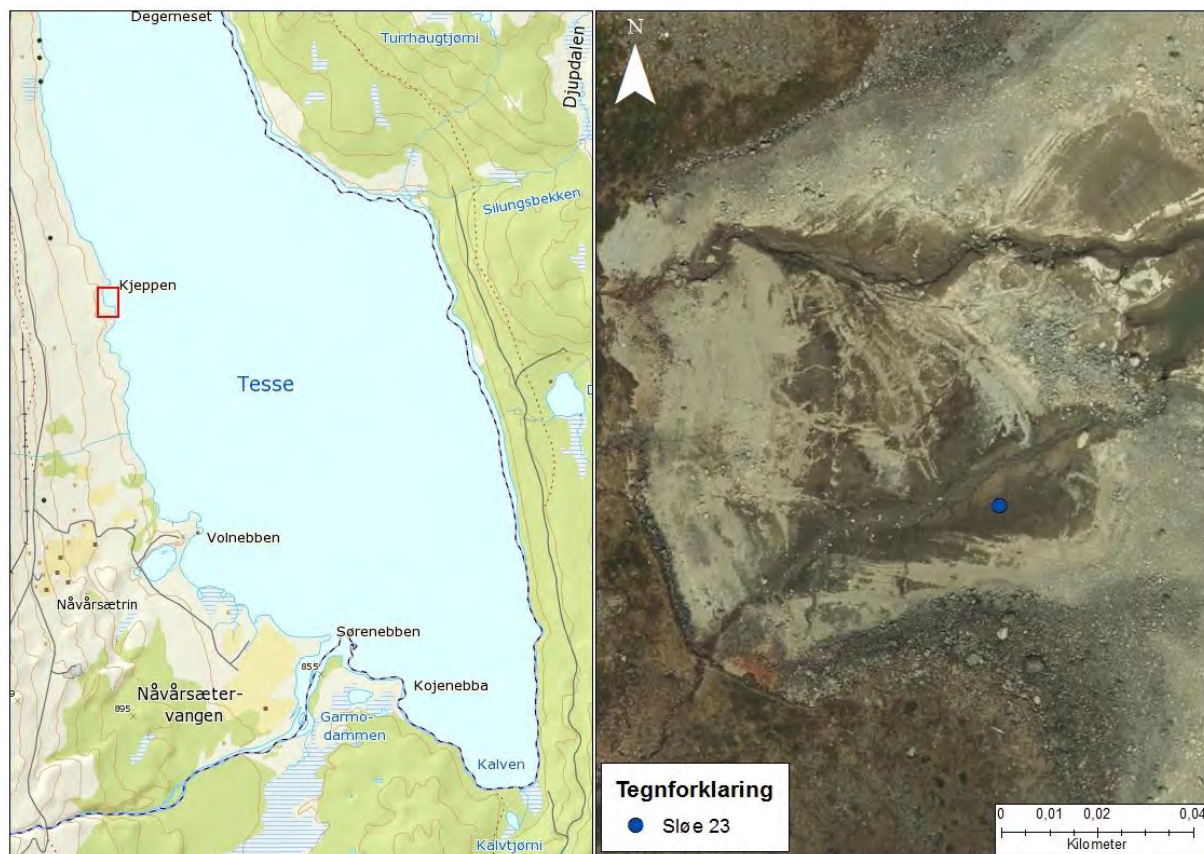 Degerneset
Turrhaugtjørni
Djupdalen
Silungsbekken
Kjeppen
Tesse
D
Volnebben
Nåvårsætrin
Sørenebben
855
Nåvårsæter-
vangen
895
Kojenebba
Garmo-
dammen
Kalven
Kalvtjørni
9
N
Tegnforklaring
Sløe 23
0 0,01 0,02 0,04
Kilometer